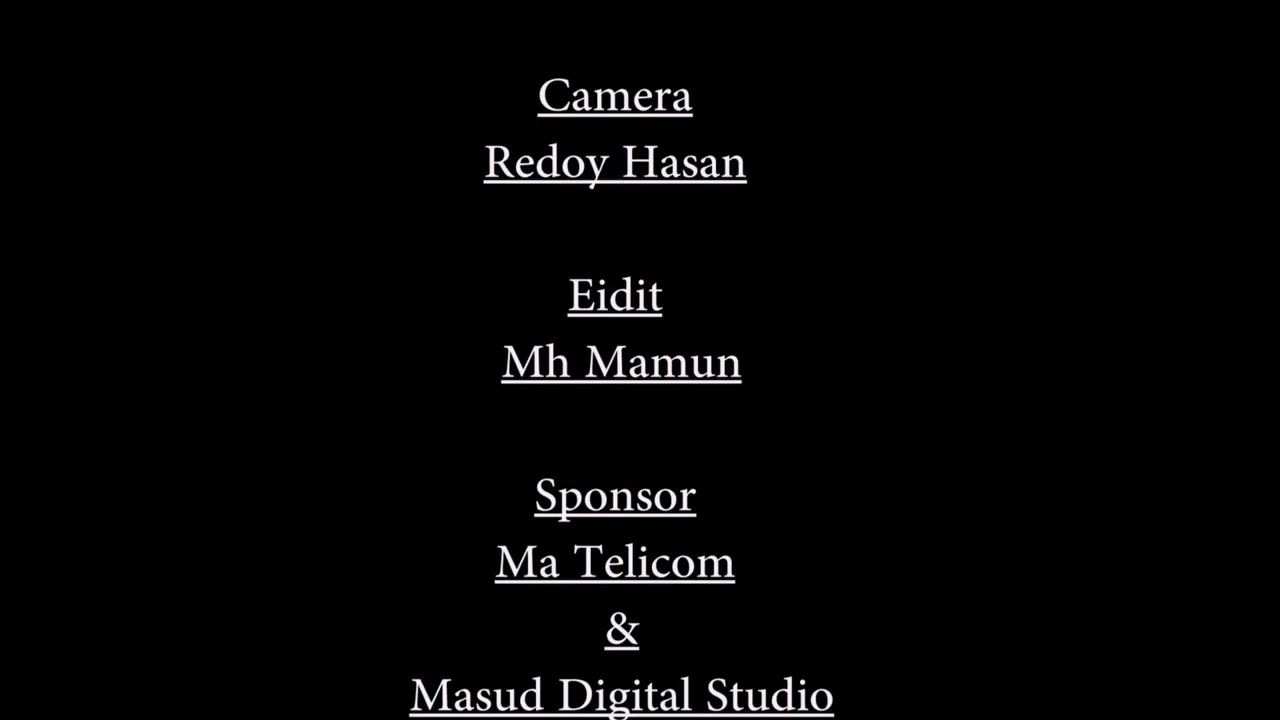 Camera
Redoy Hasan
Eidit
Mh Mamun
Sponsor
Ma Telicom
&
Masud Digital Studio